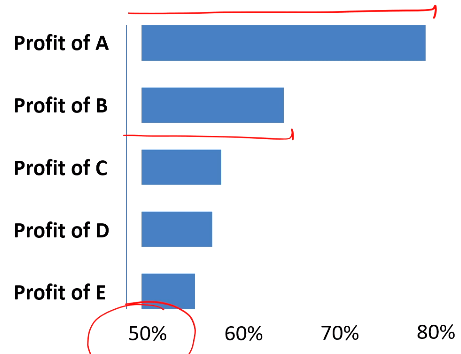 Profit of A
Profit of B
Profit of C
Profit of D
Profit of E
50% 60% 70% 80%